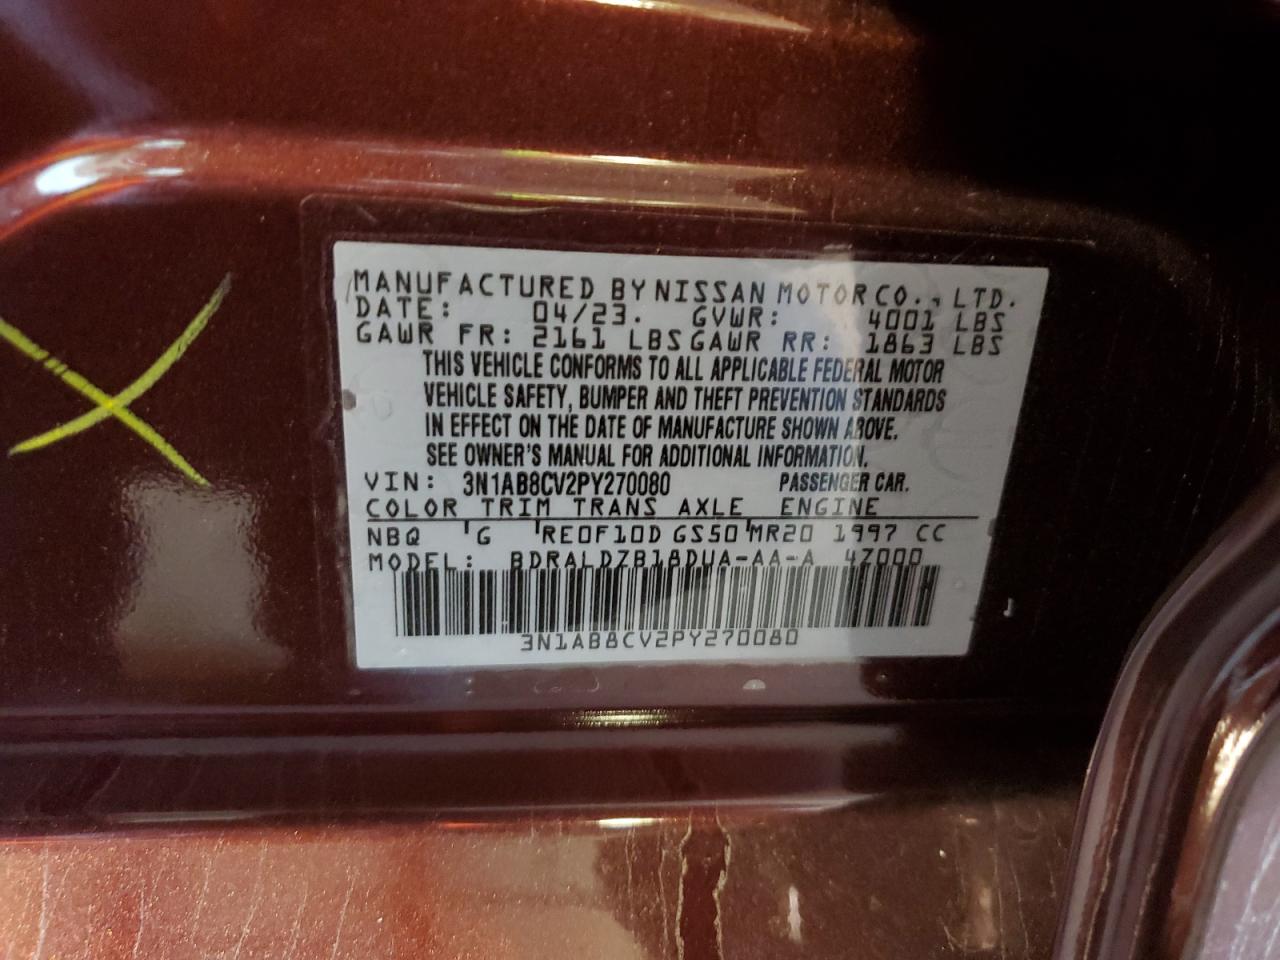 MANUFACTURED BY NISSAN MOTOR CO., LTD.
DATE: 04/23. GVWR: 4001 LBS
GAWR FR: 2161 LBS GAWR RR: 1863 LBS
THIS VEHICLE CONFORMS TO ALL APPLICABLE FEDERAL MOTOR
VEHICLE SAFETY, BUMPER AND THEFT PREVENTION STANDARDS
IN EFFECT ON THE DATE OF MANUFACTURE SHOWN ABOVE.
SEE OWNER'S MANUAL FOR ADDITIONAL INFORMATION.
VIN: 3N1AB8CV2PY270080 PASSENGER CAR.
COLOR TRIM TRANS AXLE ENGINE
NBQ G RE0F10D GS50 MR20 1997 CC
MODEL: BDRALDZB18DUA-AA-A 4Z000
3N1AB8CV2PY270080